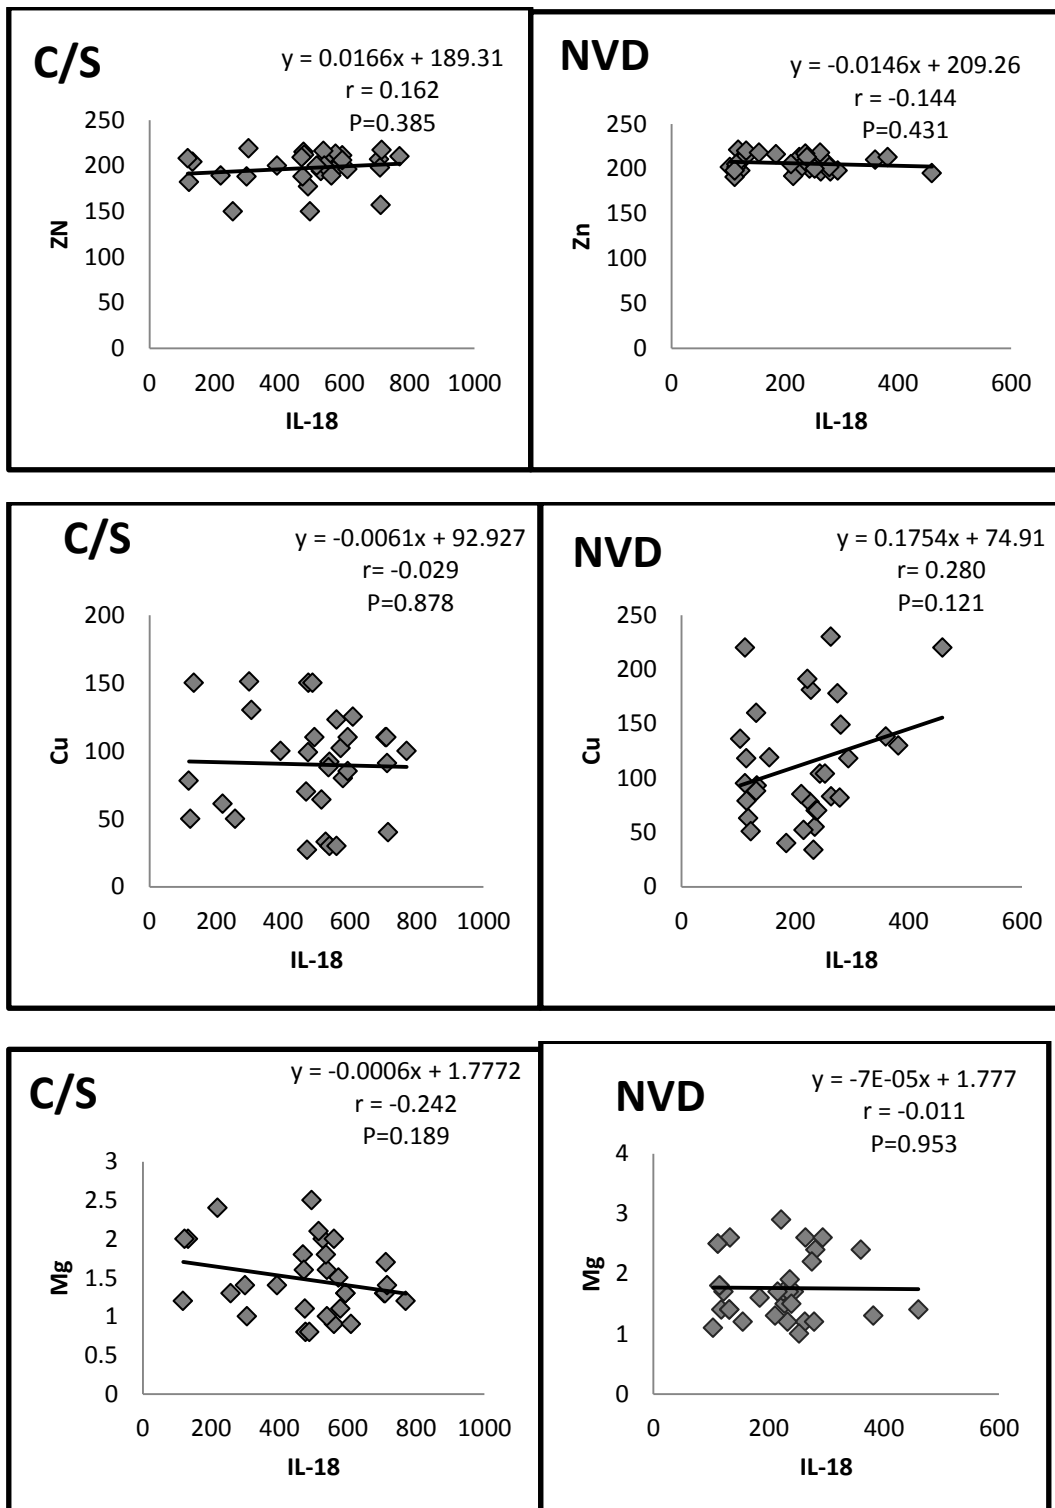 C/S
y = 0.0166x + 189.31
r = 0.162
P=0.385
250
200
150
100
50
0
ZN
0 200 400 600 800 1000
IL-18
NVD
y = -0.0146x + 209.26
r = -0.144
P=0.431
250
200
150
100
50
0
Zn
0 200 400 600
IL-18
C/S
y = -0.0061x + 92.927
r= -0.029
P=0.878
200
150
100
50
0
Cu
0 200 400 600 800 1000
IL-18
NVD
y = 0.1754x + 74.91
r= 0.280
P=0.121
250
200
150
100
50
0
Cu
0 200 400 600
IL-18
C/S
y = -0.0006x + 1.7772
r = -0.242
P=0.189
3
2.5
2
1.5
1
0.5
0
Mg
0 200 400 600 800 1000
IL-18
NVD
y = -7E-05x + 1.777
r = -0.011
P=0.953
4
3
2
1
0
Mg
0 200 400 600
IL-18